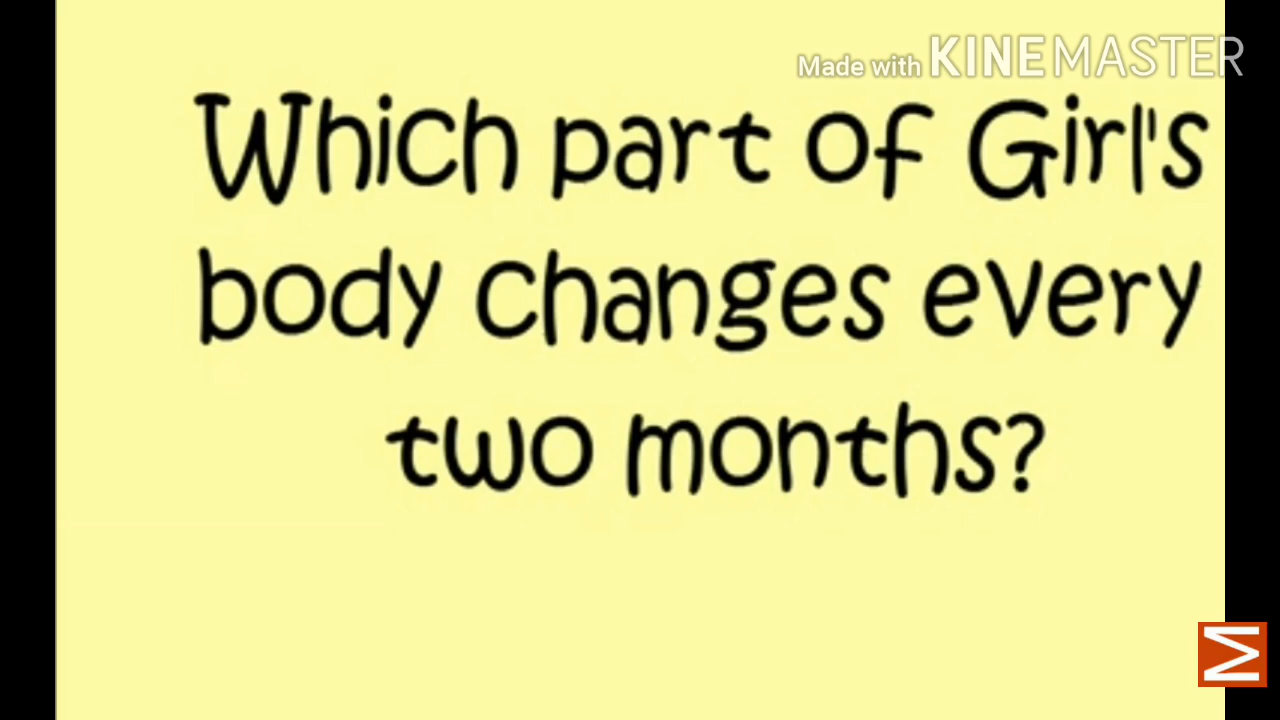 Made with KINEMASTER
Which part of Girl's
body changes every
two months?